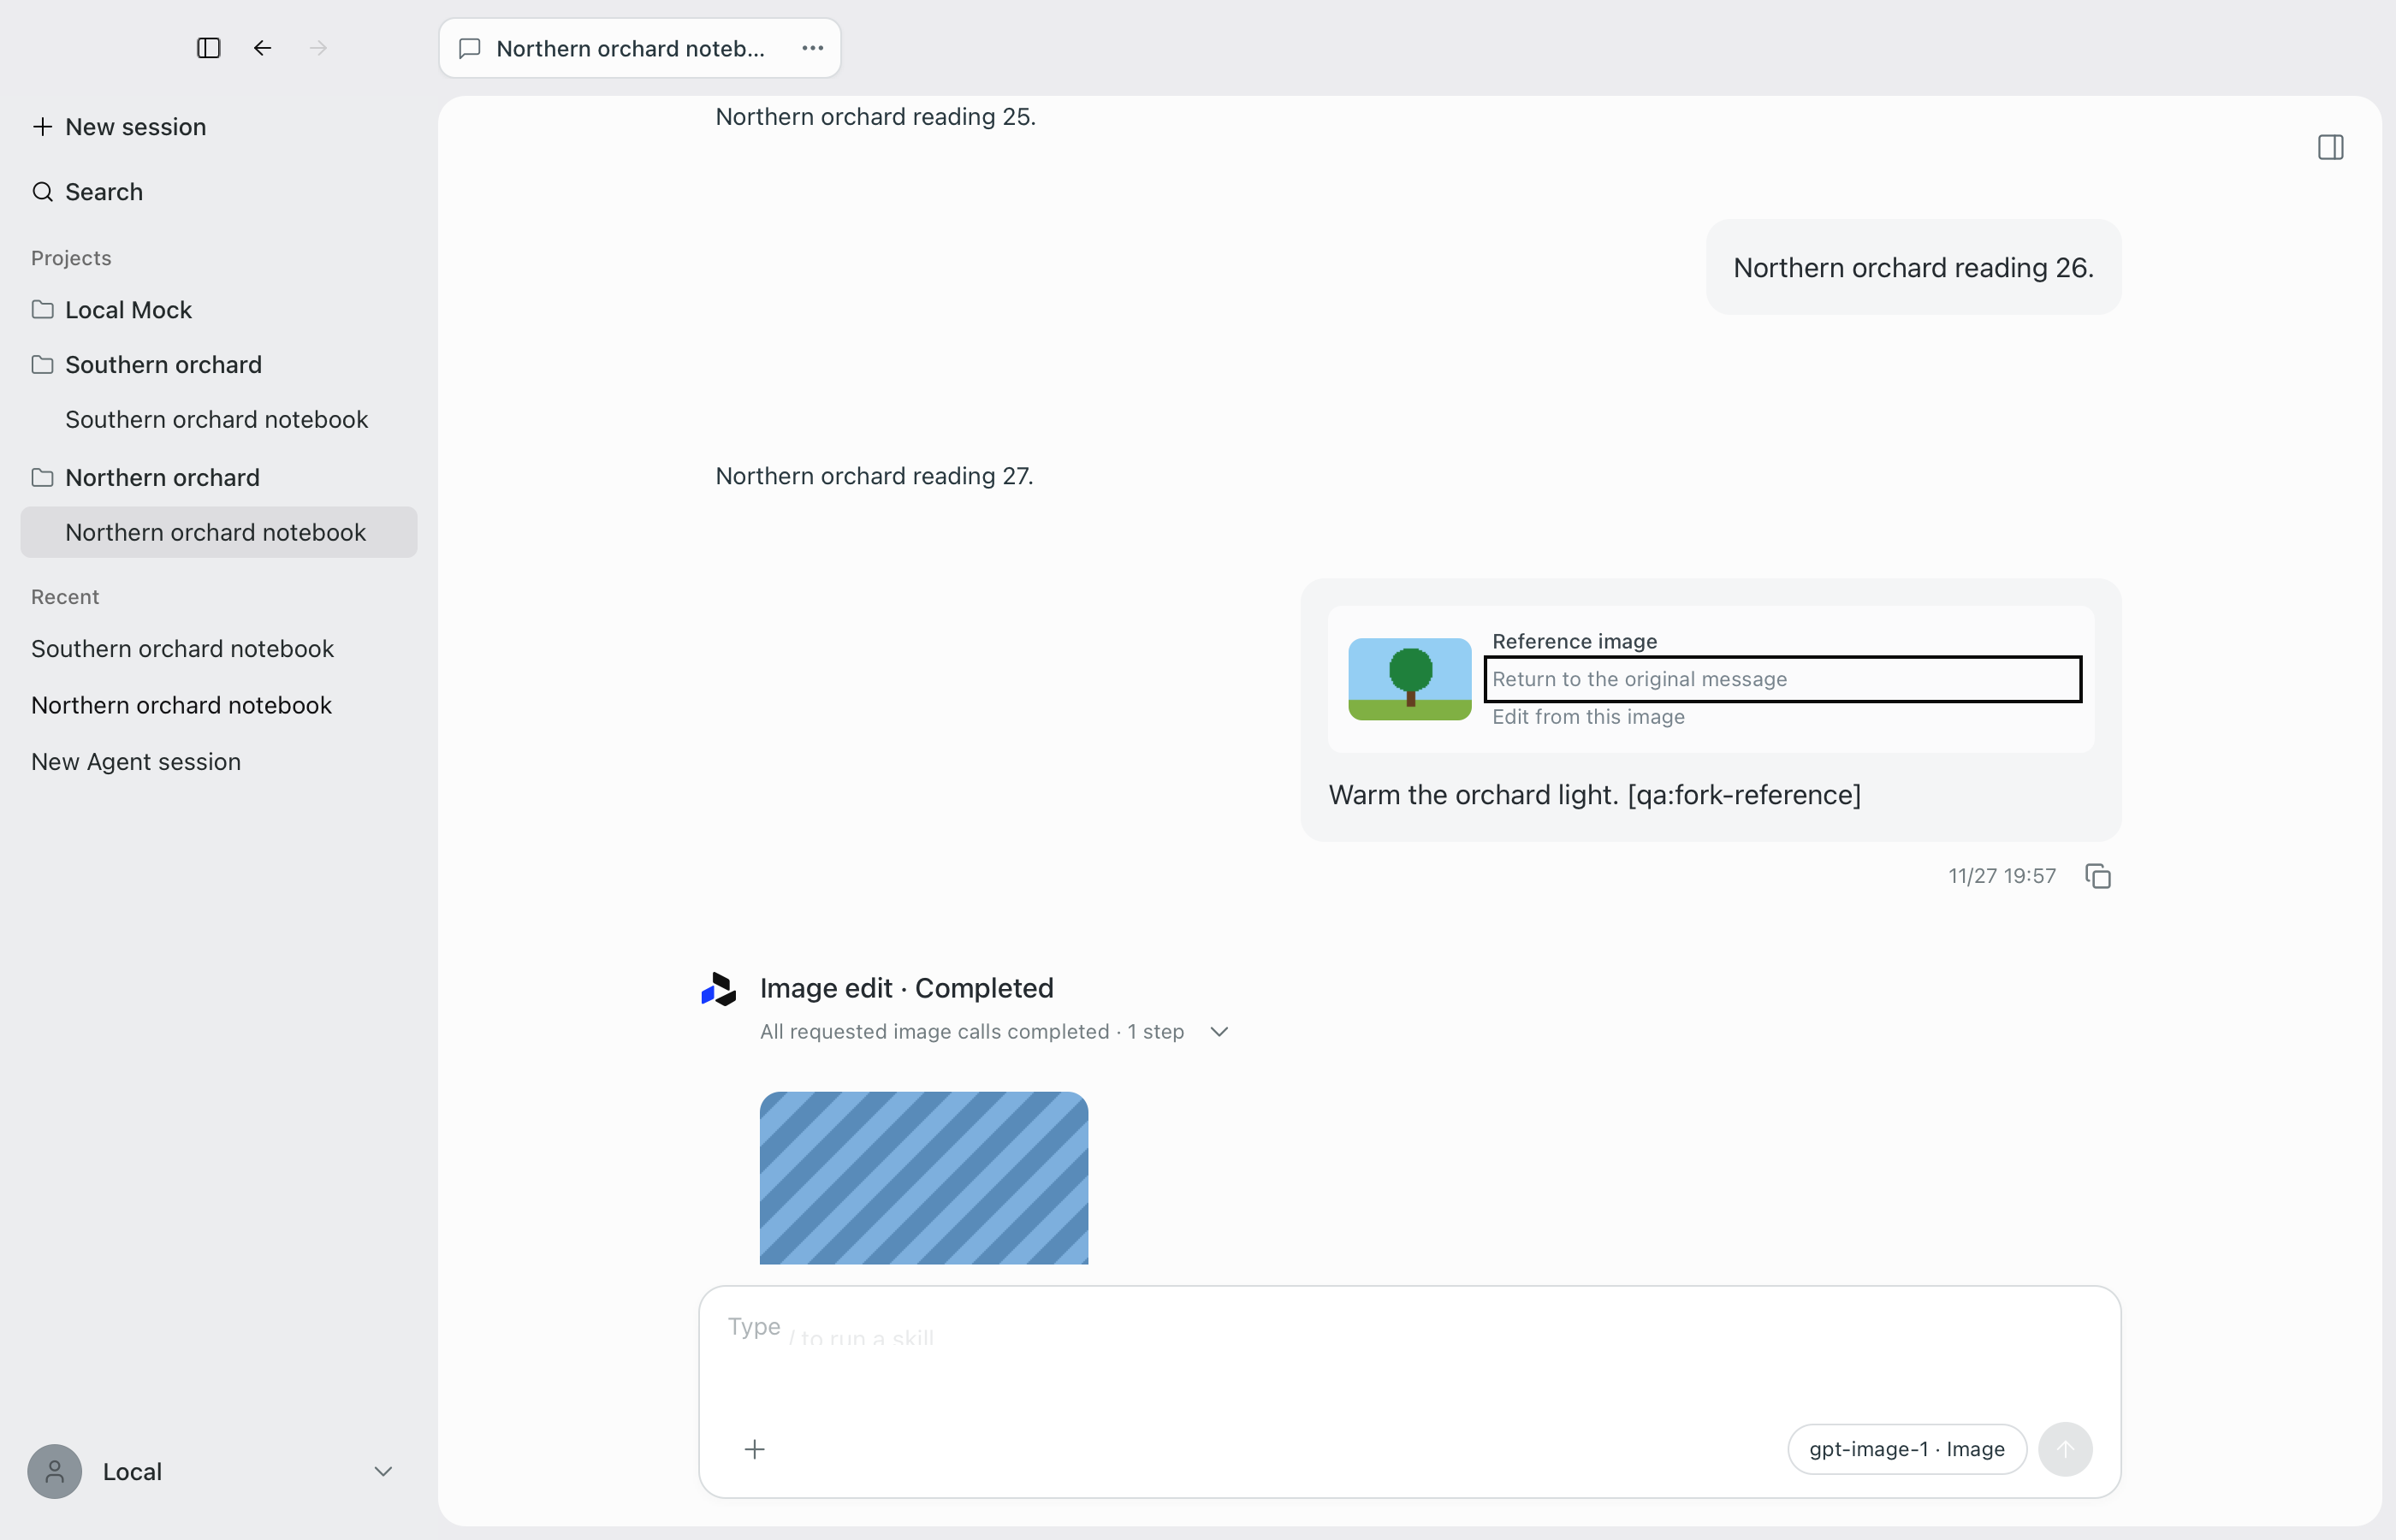 Northern orchard noteb...
New session
Search
Projects
Local Mock
Southern orchard
Southern orchard notebook
Northern orchard
Northern orchard notebook
Recent
Southern orchard notebook
Northern orchard notebook
New Agent session
Local
Northern orchard reading 25.
Northern orchard reading 26.
Northern orchard reading 27.
Reference image
Return to the original message
Edit from this image
Warm the orchard light. [qa:fork-reference]
11/27 19:57
Image edit · Completed
All requested image calls completed · 1 step
Type / to run a skill
gpt-image-1 · Image